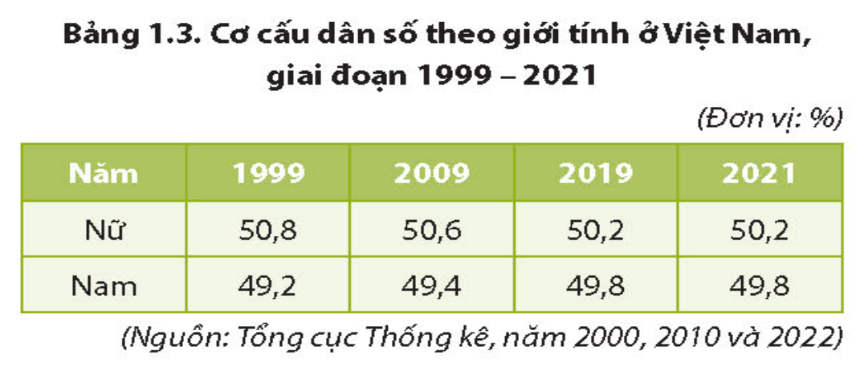 Bảng 1.3. Cơ cấu dân số theo giới tính ở Việt Nam,
giai đoạn 1999 – 2021
(Đơn vị: %)
Năm 1999 2009 2019 2021
Nữ 50,8 50,6 50,2 50,2
Nam 49,2 49,4 49,8 49,8
(Nguồn: Tổng cục Thống kê, năm 2000, 2010 và 2022)